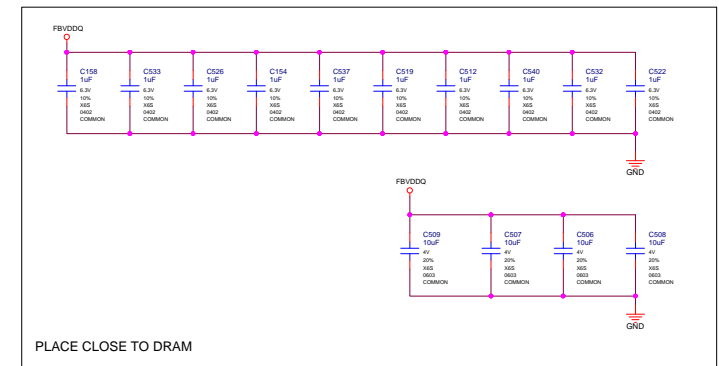 FBVDDQ
C158
1uF
6.3V
10%
X6S
0402
COMMON
C533
1uF
6.3V
10%
X6S
0402
COMMON
C526
1uF
6.3V
10%
X6S
0402
COMMON
C154
1uF
6.3V
10%
X6S
0402
COMMON
C537
1uF
6.3V
10%
X6S
0402
COMMON
C519
1uF
6.3V
10%
X6S
0402
COMMON
C512
1uF
6.3V
10%
X6S
0402
COMMON
C540
1uF
6.3V
10%
X6S
0402
COMMON
C532
1uF
6.3V
10%
X6S
0402
COMMON
C522
1uF
6.3V
10%
X6S
0402
COMMON
GND
FBVDDQ
C509
10uF
4V
20%
X6S
0603
COMMON
C507
10uF
4V
20%
X6S
0603
COMMON
C506
10uF
4V
20%
X6S
0603
COMMON
C508
10uF
4V
20%
X6S
0603
COMMON
GND
PLACE CLOSE TO DRAM